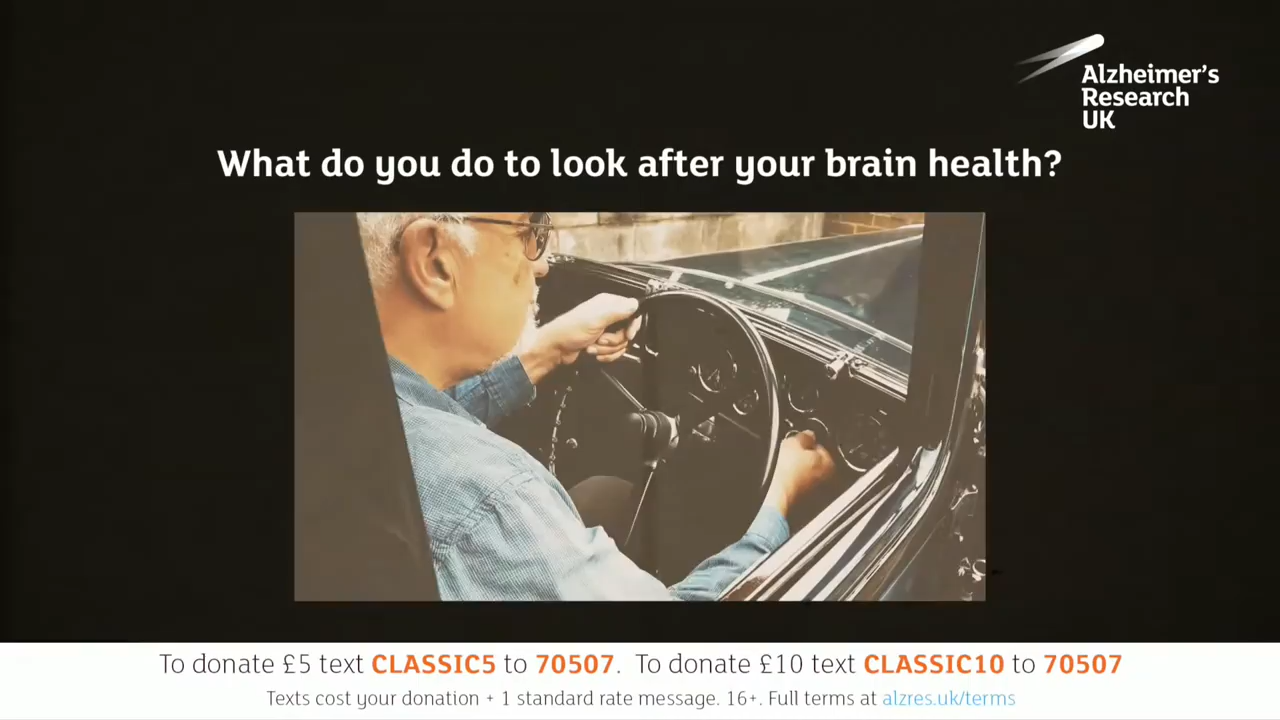 Alzheimer's
Research
UK
What do you do to look after your brain health?
To donate £5 text CLASSIC5 to 70507. To donate £10 text CLASSIC10 to 70507
Texts cost your donation + 1 standard rate message. 16+. Full terms at alzres.uk/terms